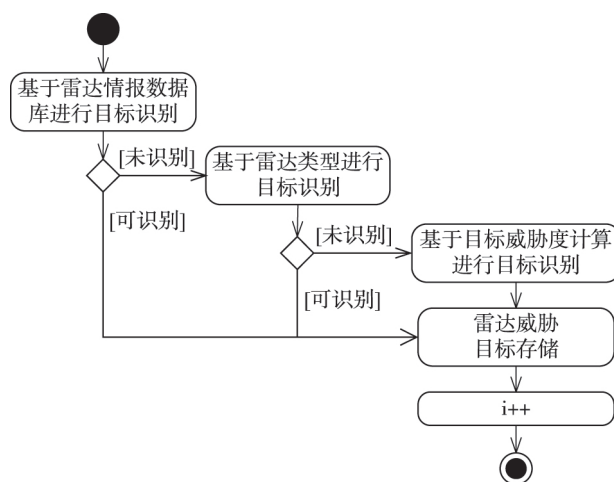 基于雷达情报数据
库进行目标识别
[未识别]
基于雷达类型进行
目标识别
[可识别]
[未识别]
基于目标威胁度计算
进行目标识别
[可识别]
雷达威胁
目标存储
i++